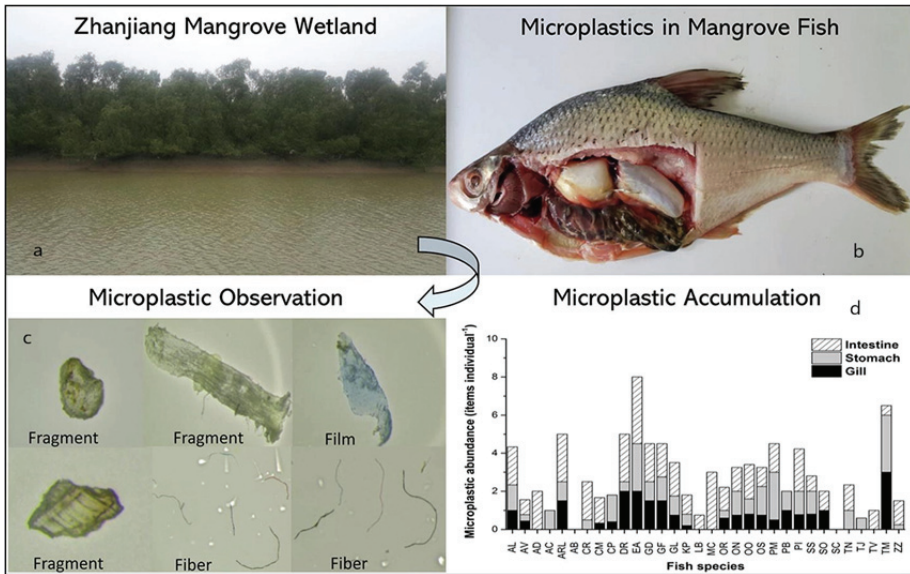 Zhanjiang Mangrove Wetland
Microplastics in Mangrove Fish
a
b
Microplastic Observation
Microplastic Accumulation
c
Fragment
Fragment
Film
Fragment
Fiber
Fiber
d
Microplastic abundance (items individual⁻¹)
10
8
6
4
2
0
Intestine
Stomach
Gill
AL
AV
AD
AC
ARL
AB
CR
CM
CP
DR
EA
GD
GF
GL
KP
LB
MC
OR
ON
OO
OS
PM
PB
PI
SS
SO
SC
TN
TJ
TV
TM
ZZ
Fish species